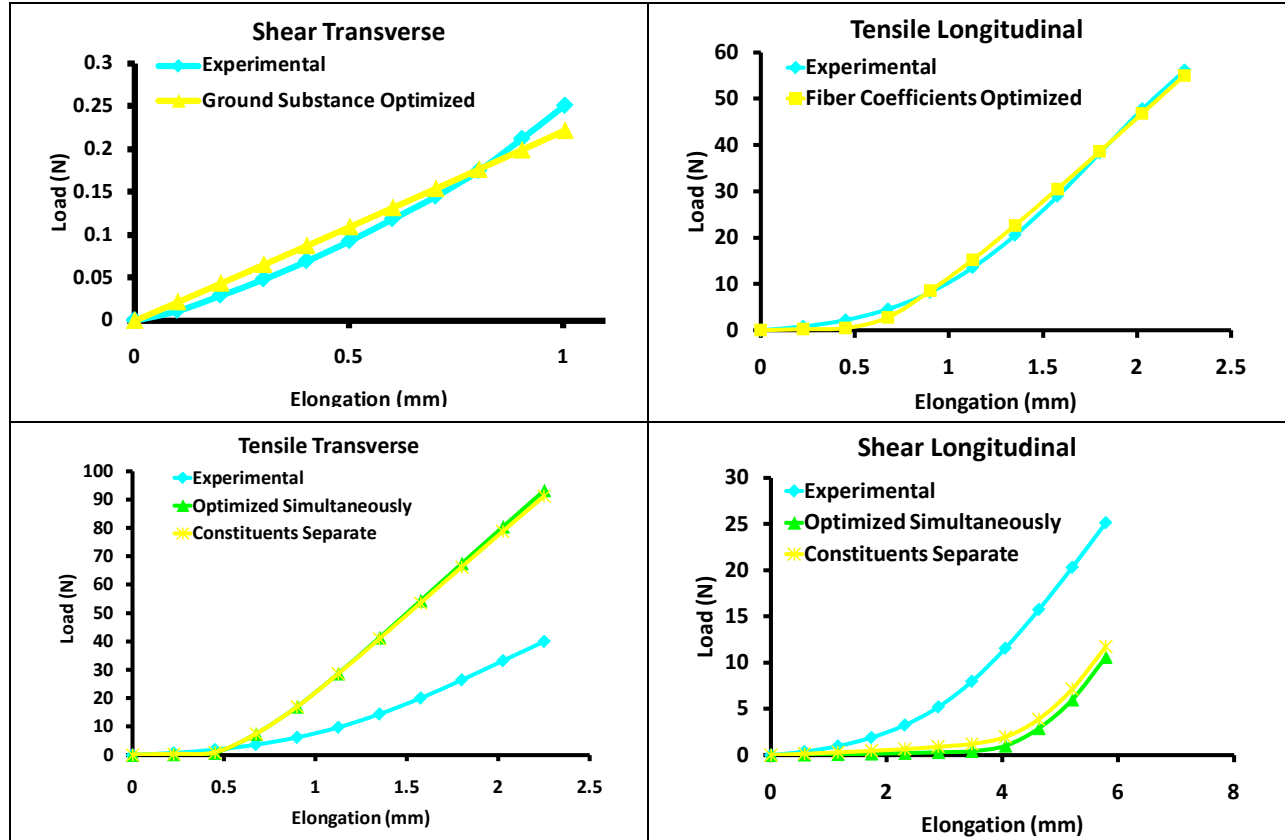 Shear Transverse
Experimental
Ground Substance Optimized
0.3
0.25
0.2
0.15
0.1
0.05
0
Load (N)
0 0.5 1
Elongation (mm)
Tensile Longitudinal
Experimental
Fiber Coefficients Optimized
60
50
40
30
20
10
0
Load (N)
0 0.5 1 1.5 2 2.5
Elongation (mm)
Tensile Transverse
Experimental
Optimized Simultaneously
Constituents Separate
100
90
80
70
60
50
40
30
20
10
0
Load (N)
0 0.5 1 1.5 2 2.5
Elongation (mm)
Shear Longitudinal
Experimental
Optimized Simultaneously
Constituents Separate
30
25
20
15
10
5
0
Load (N)
0 2 4 6 8
Elongation (mm)